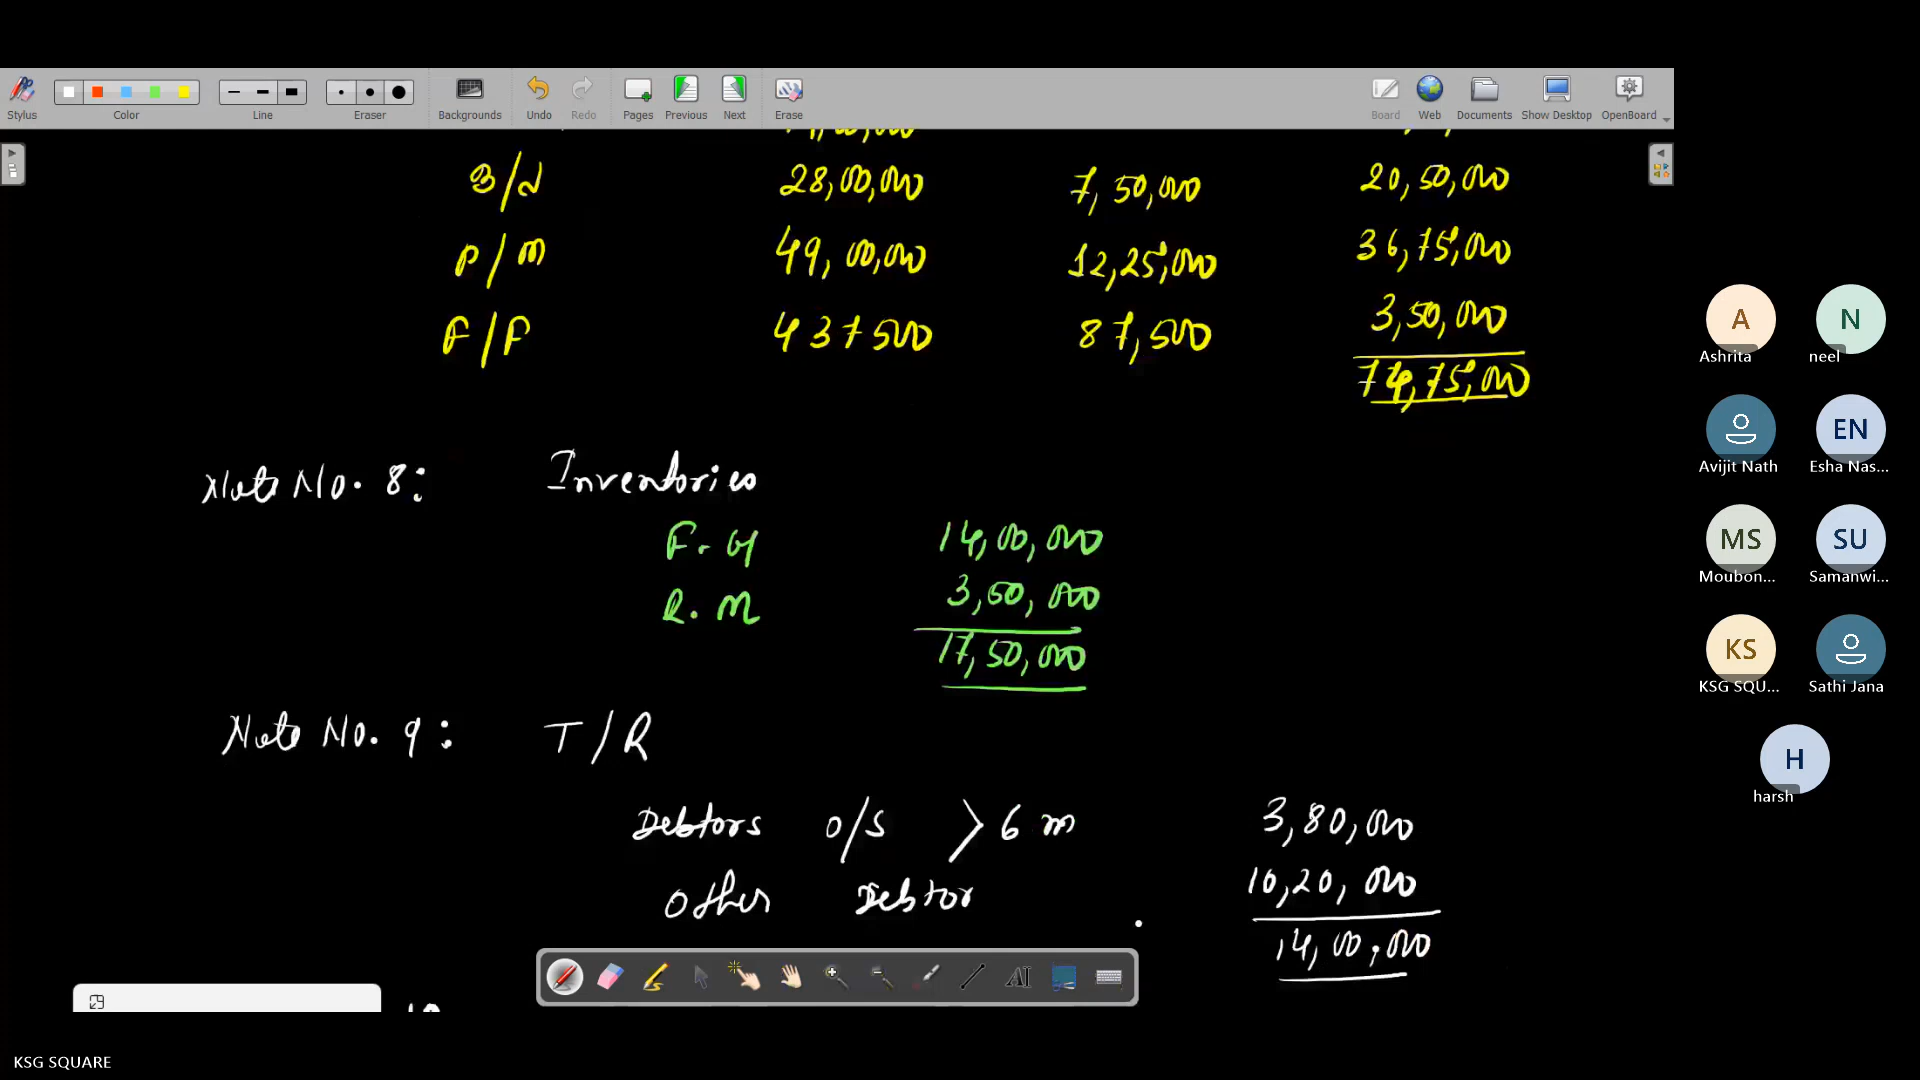 Stylus Color Line Eraser Backgrounds Undo Redo Pages Previous Next Erase Board Web Documents Show Desktop OpenBoard
B/d 28,00,000 7,50,000 20,50,000
P/M 49,00,000 12,25,000 36,75,000
F/F 437500 87,500 3,50,000
74,75,000
Note No. 8: Inventories
F.G 14,00,000
R.M 3,50,000
17,50,000
Note No. 9: T/R
Debtors o/s > 6 m 3,80,000
Other Debtor 10,20,000
14,00,000
A N
Ashrita neel
EN
Avijit Nath Esha Nas...
MS SU
Moubon... Samanwi...
KS
KSG SQU... Sathi Jana
H
harsh
KSG SQUARE